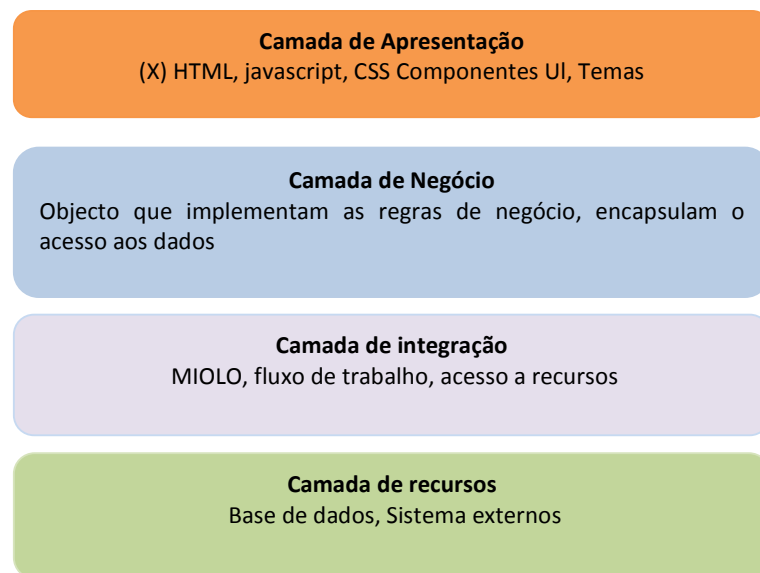 Camada de Apresentação
(X) HTML, javascript, CSS Componentes UI, Temas
Camada de Negócio
Objecto que implementam as regras de negócio, encapsulam o
acesso aos dados
Camada de integração
MIOLO, fluxo de trabalho, acesso a recursos
Camada de recursos
Base de dados, Sistema externos